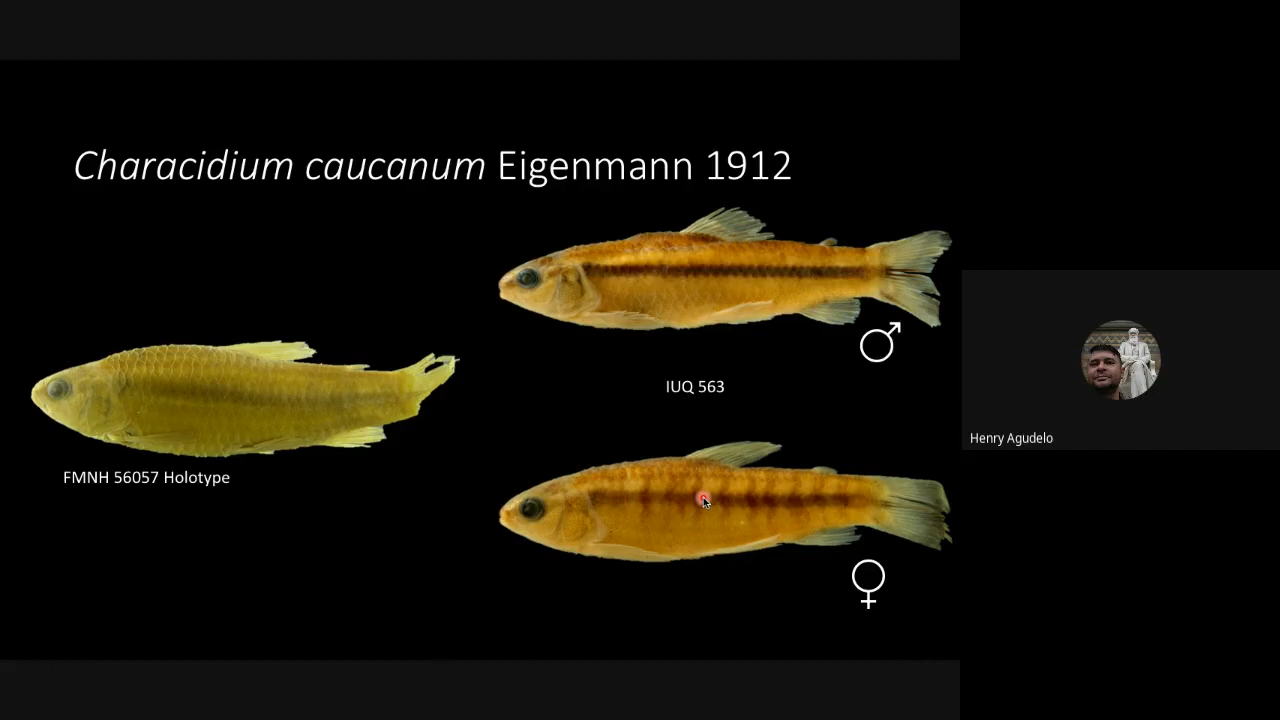 Characidium caucanum Eigenmann 1912
IUQ 563
FMNH 56057 Holotype
Henry Agudelo